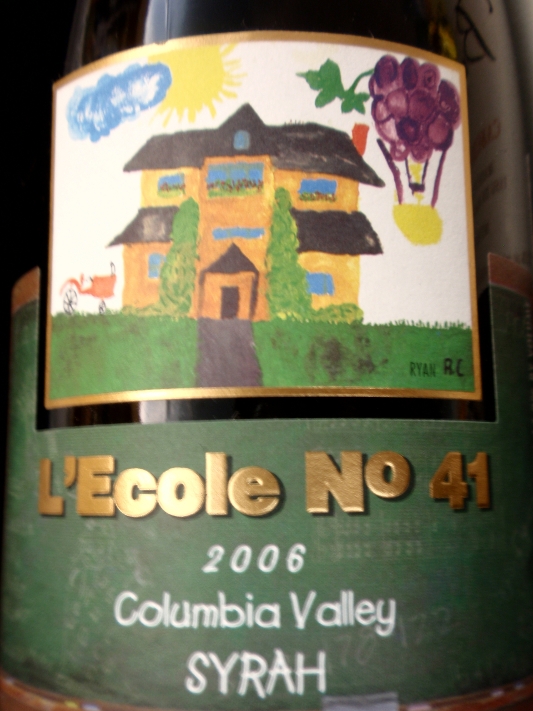 RYAN R.C
L'Ecole No 41
2006
Columbia Valley
SYRAH